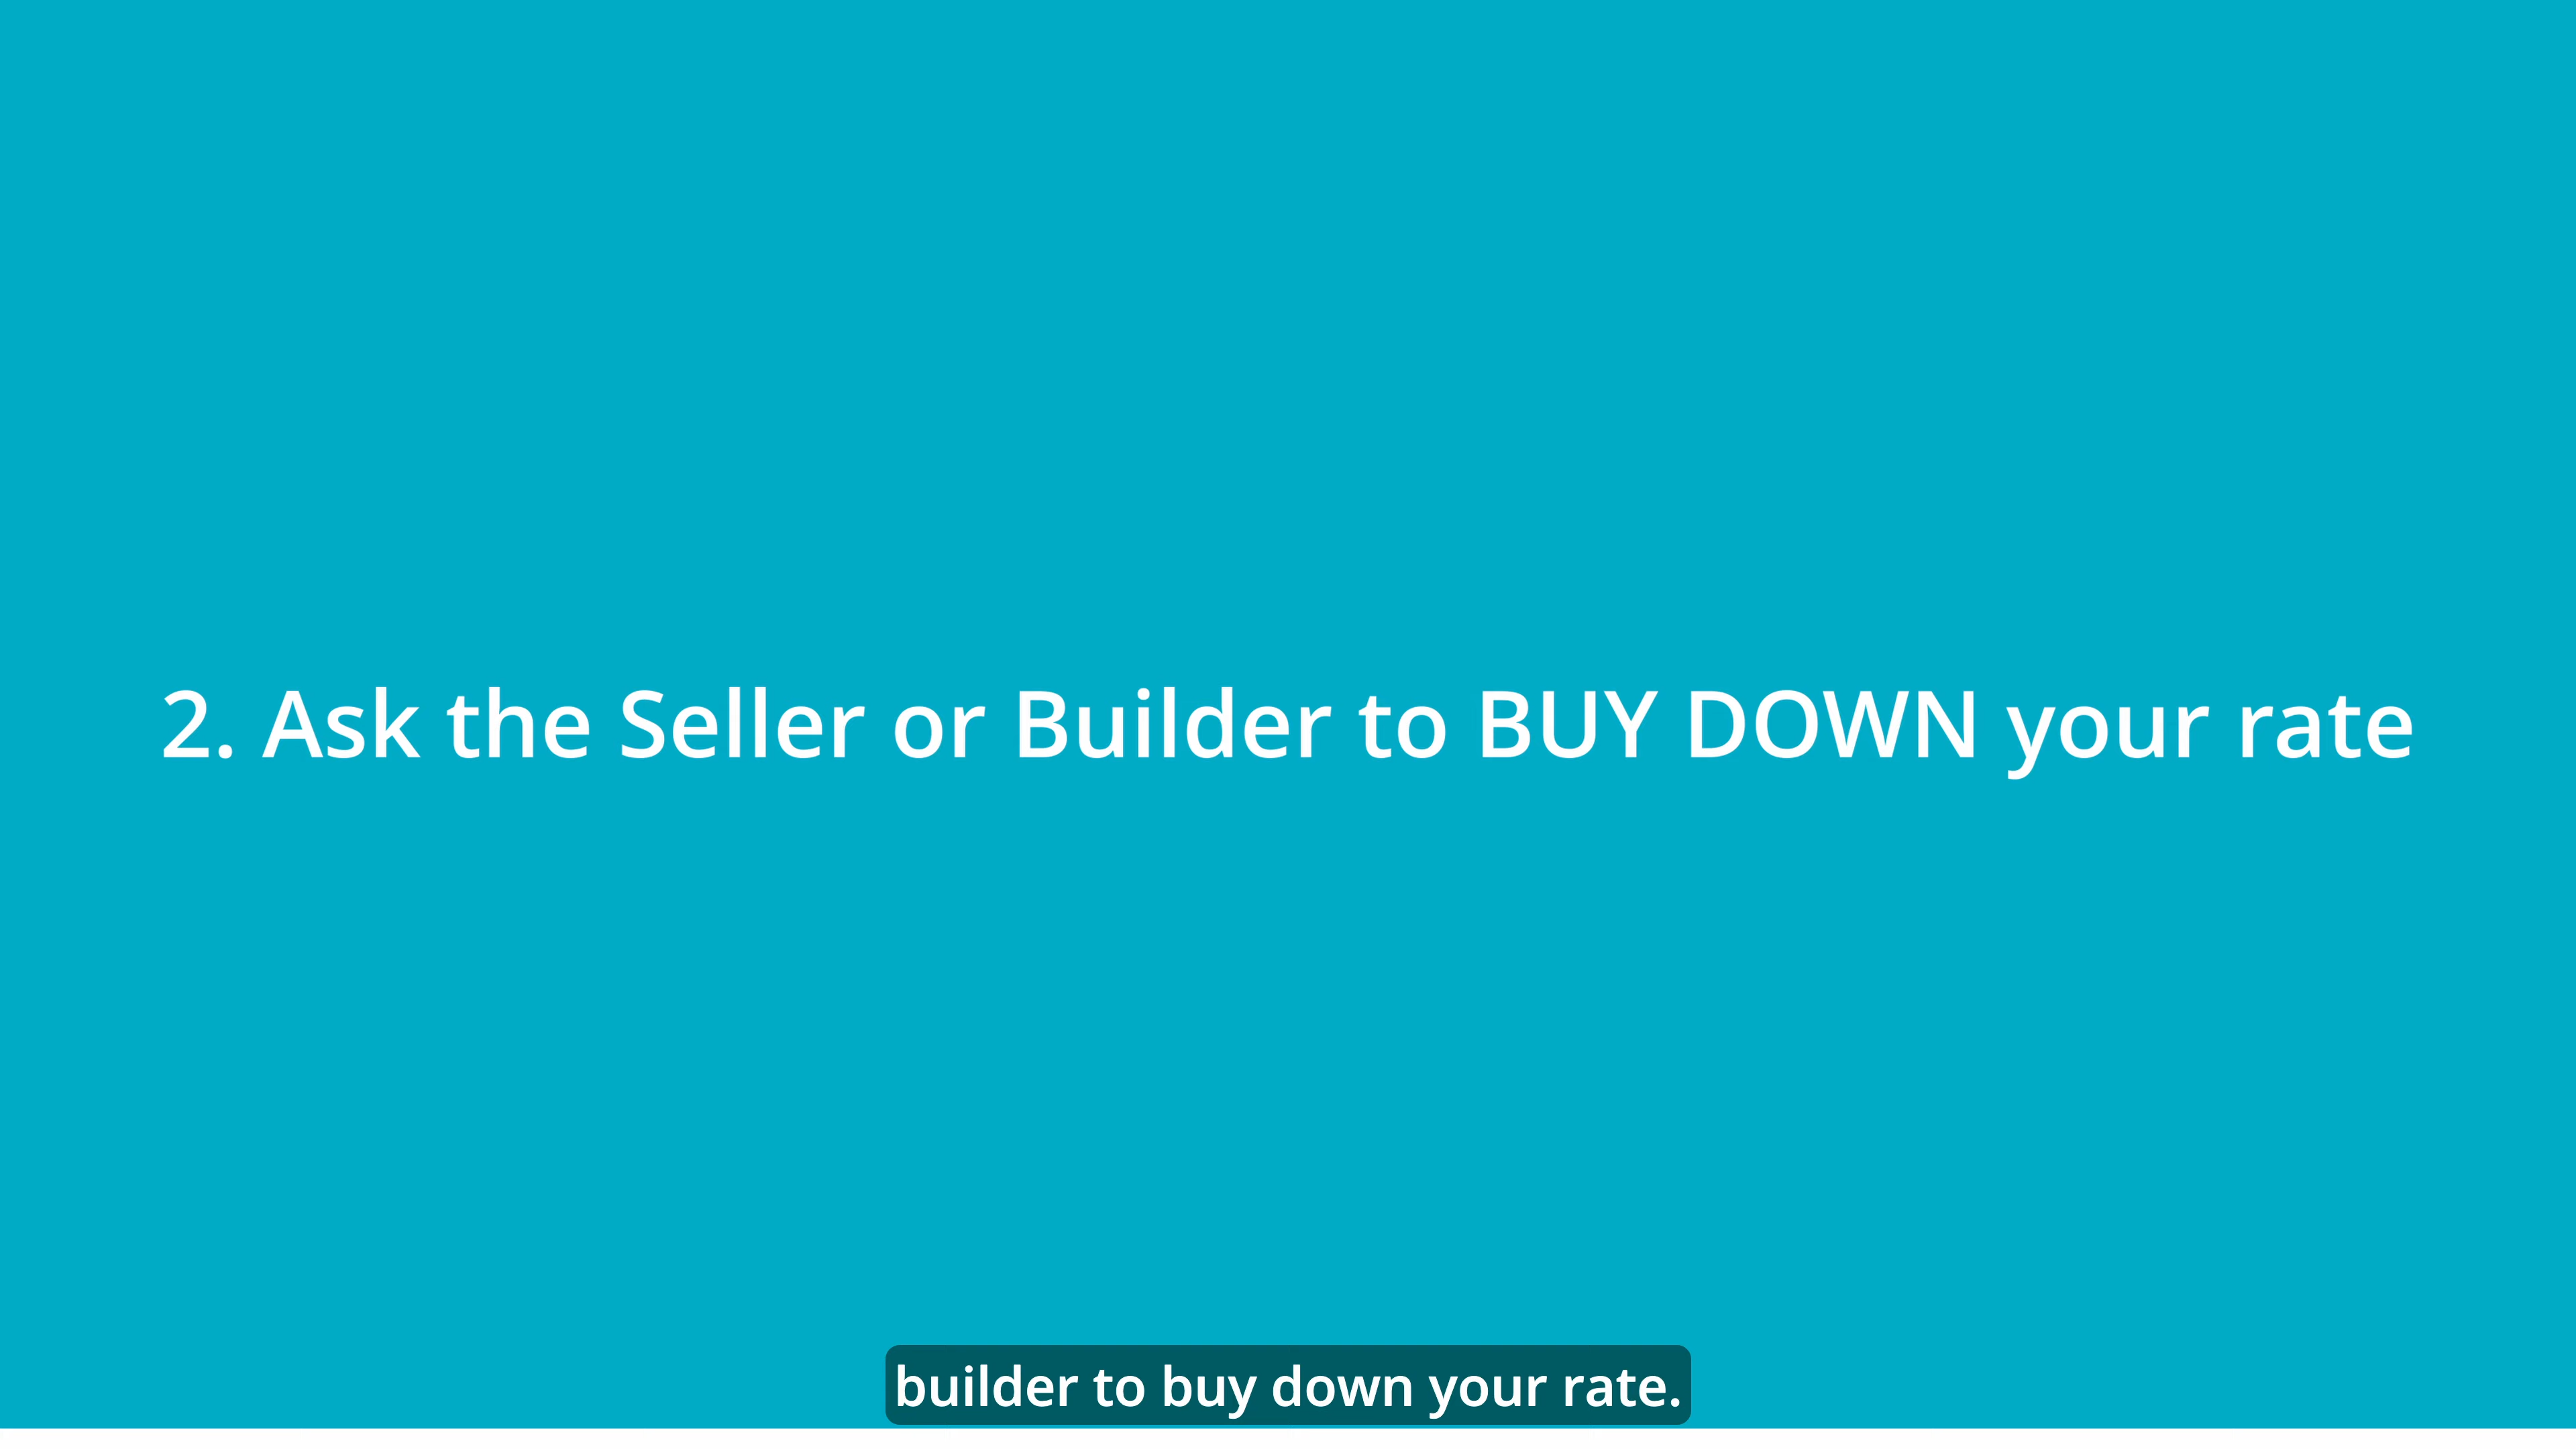 2. Ask the Seller or Builder to BUY DOWN your rate
builder to buy down your rate.